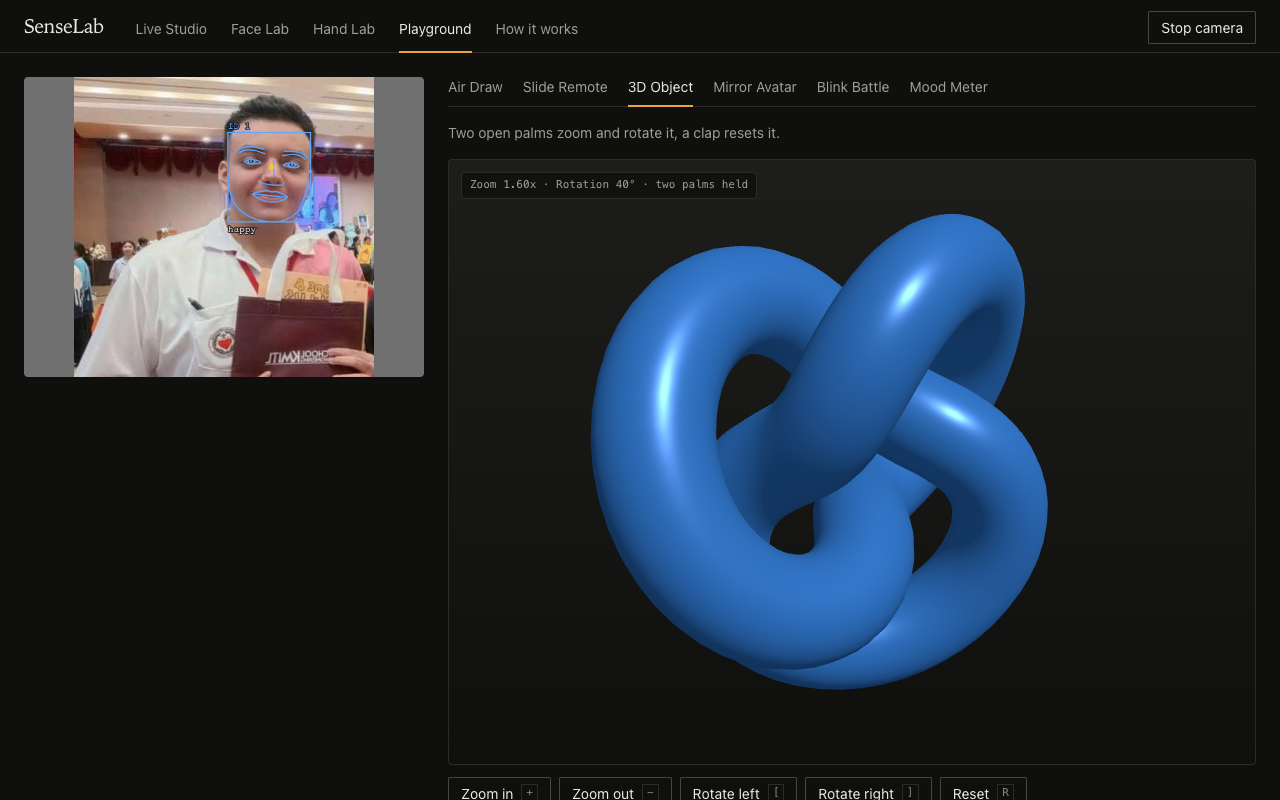 SenseLab
Live Studio
Face Lab
Hand Lab
Playground
How it works
Stop camera
Air Draw
Slide Remote
3D Object
Mirror Avatar
Blink Battle
Mood Meter
Two open palms zoom and rotate it, a clap resets it.
Zoom 1.60x · Rotation 40° · two palms held
ID 1
happy
KMITL
Zoom in +
Zoom out −
Rotate left [
Rotate right ]
Reset R